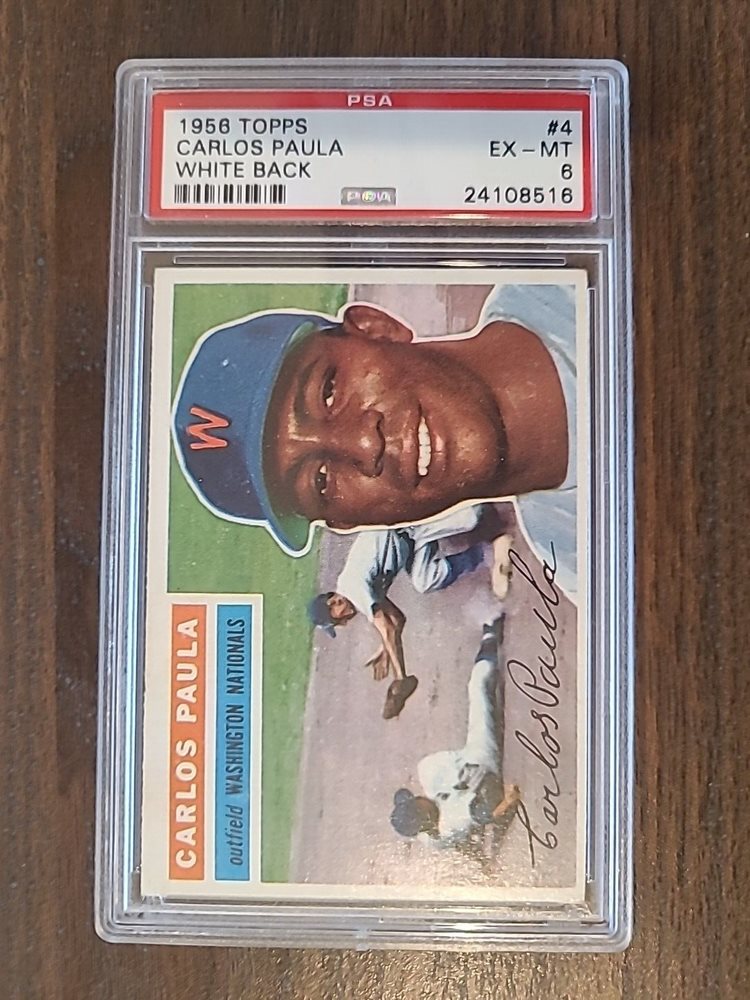 PSA
1956 TOPPS #4
CARLOS PAULA EX - MT
WHITE BACK 6
PSA 24108516
W
CARLOS PAULA
outfield WASHINGTON NATIONALS
Carlos Paula